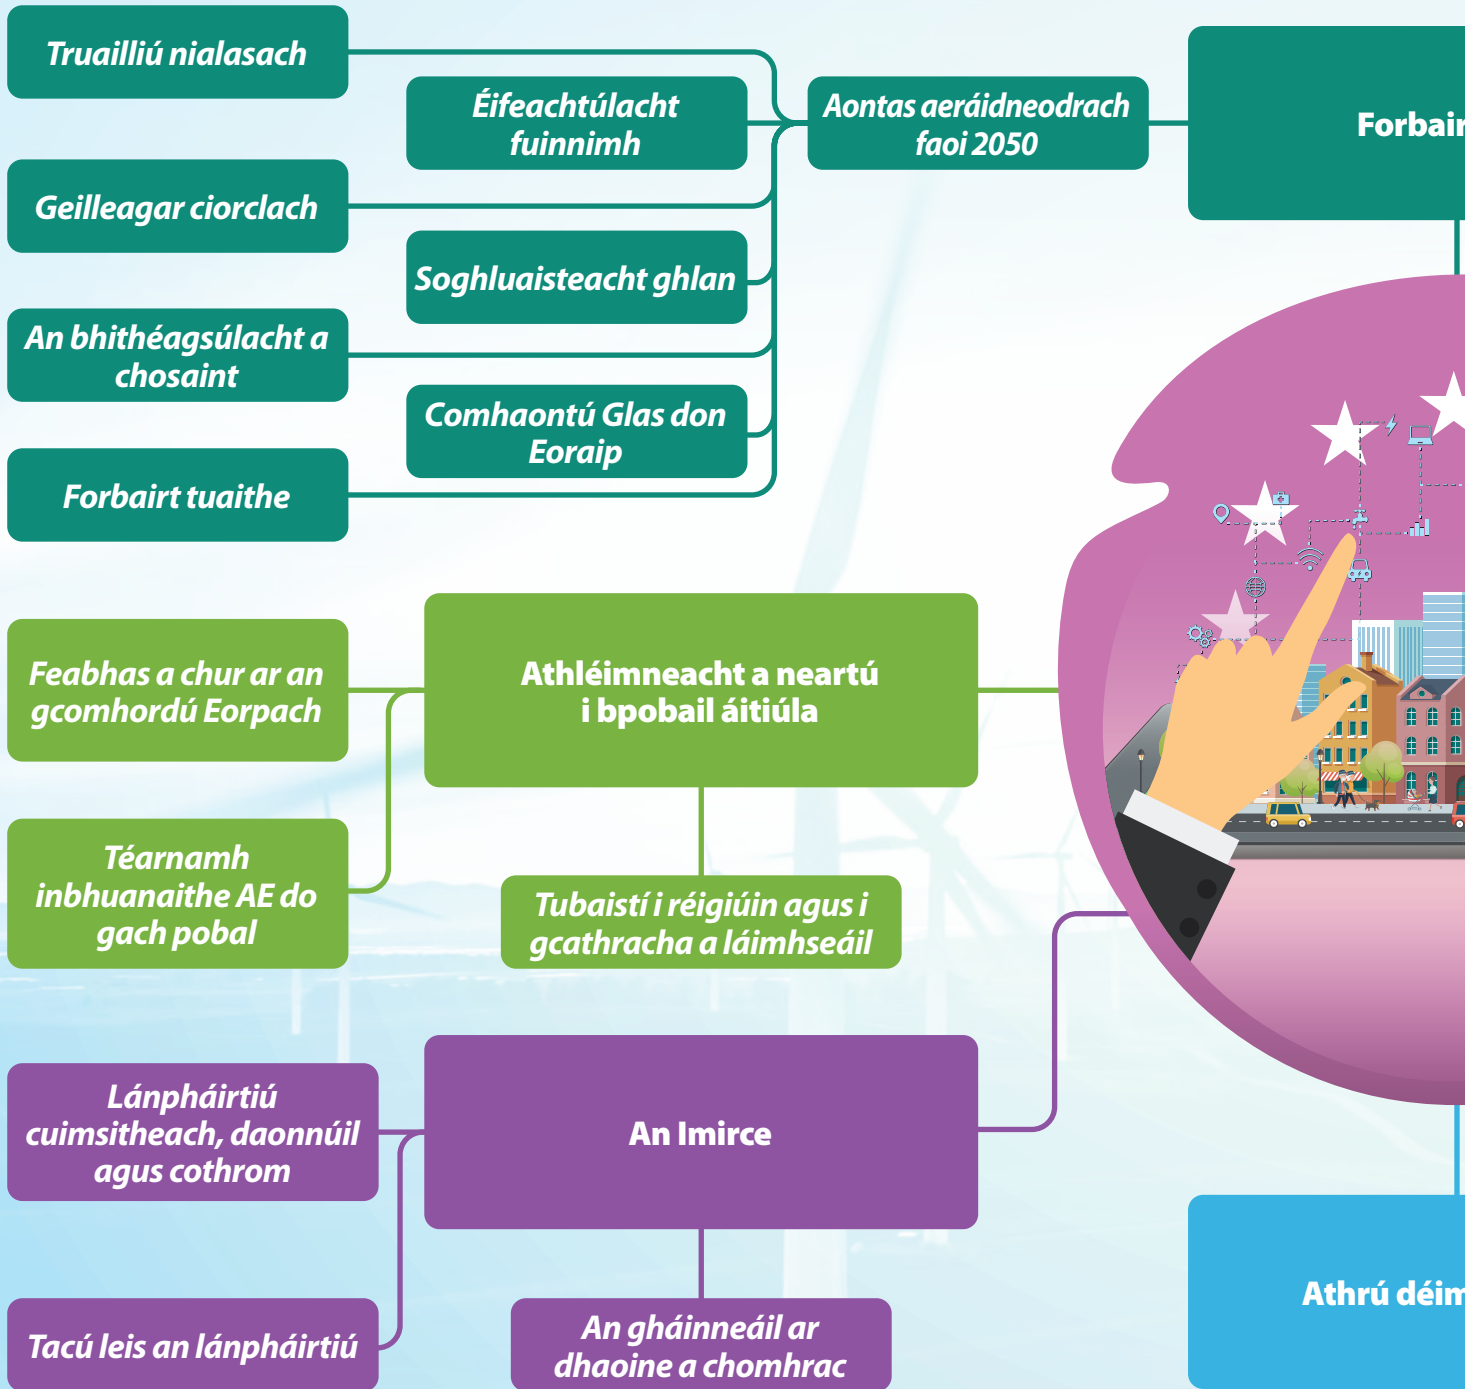 Truailliú nialasach
Éifeachtúlacht
fuinnimh
Aontas aeráidneodrach
faoi 2050
Geilleagar ciorclach
Soghluaisteacht ghlan
An bhithéagsúlacht a
chosaint
Comhaontú Glas don
Eoraip
Forbairt tuaithe
Feabhas a chur ar an
gcomhordú Eorpach
Athléimneacht a neartú
i bpobail áitiúla
Téarnamh
inbhuanaithe AE do
gach pobal
Tubaistí i réigiúin agus i
gcathracha a láimhseáil
Lánpháirtiú
cuimsitheach, daonnúil
agus cothrom
An Imirce
Tacú leis an lánpháirtiú
An gháinneáil ar
dhaoine a chomhrac
Athrú